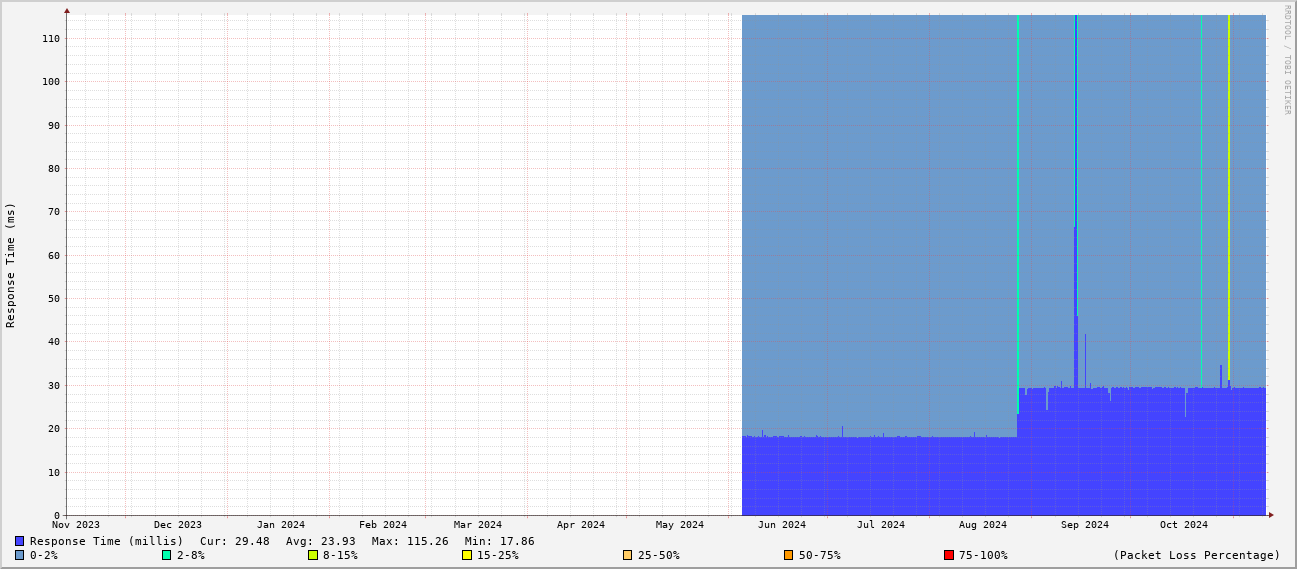 RRDTOOL / TOBI OETIKER
Response Time (ms)
110
100
90
80
70
60
50
40
30
20
10
0
Nov 2023 Dec 2023 Jan 2024 Feb 2024 Mar 2024 Apr 2024 May 2024 Jun 2024 Jul 2024 Aug 2024 Sep 2024 Oct 2024
Response Time (millis) Cur: 29.48 Avg: 23.93 Max: 115.26 Min: 17.86
0-2% 2-8% 8-15% 15-25% 25-50% 50-75% 75-100% (Packet Loss Percentage)